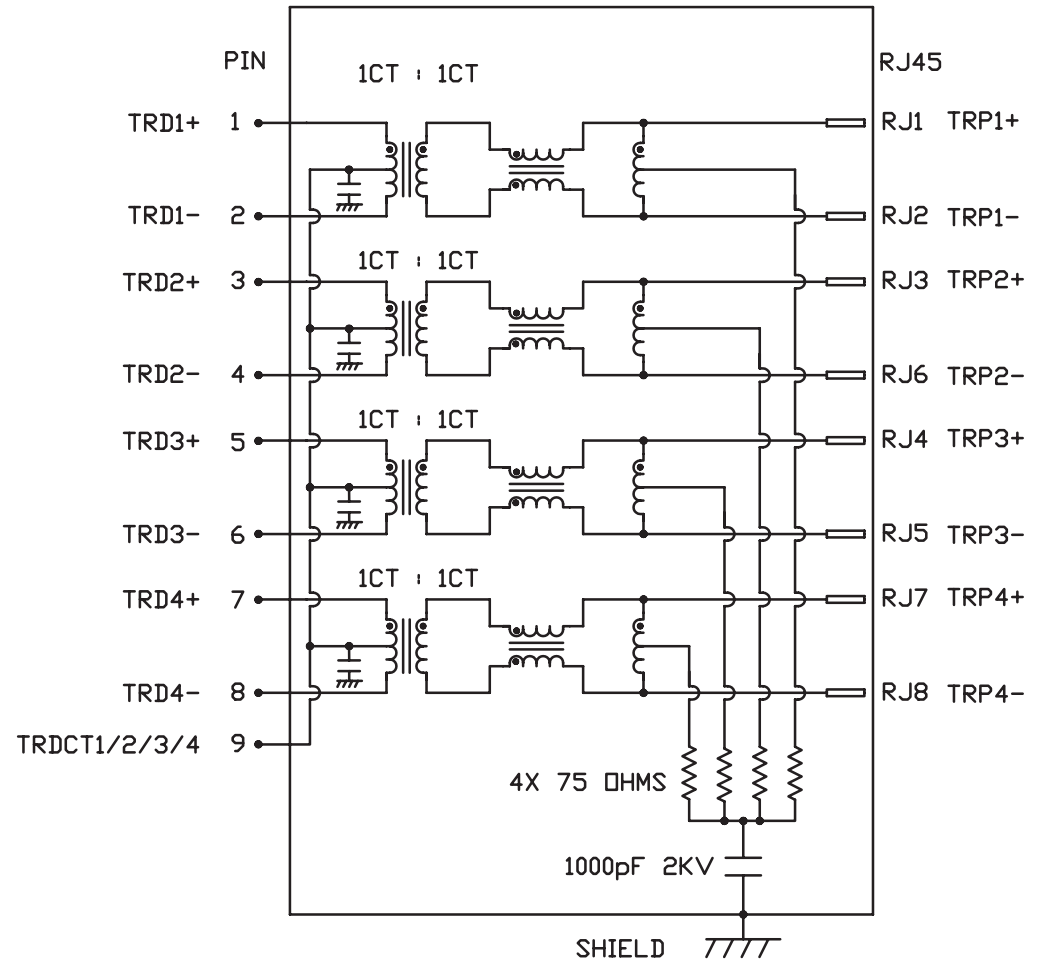 PIN
RJ45
1CT : 1CT
TRD1+ 1
RJ1 TRP1+
TRD1- 2
RJ2 TRP1-
1CT : 1CT
TRD2+ 3
RJ3 TRP2+
TRD2- 4
RJ6 TRP2-
1CT : 1CT
TRD3+ 5
RJ4 TRP3+
TRD3- 6
RJ5 TRP3-
1CT : 1CT
TRD4+ 7
RJ7 TRP4+
TRD4- 8
RJ8 TRP4-
TRDCT1/2/3/4 9
4X 75 OHMS
1000pF 2KV
SHIELD